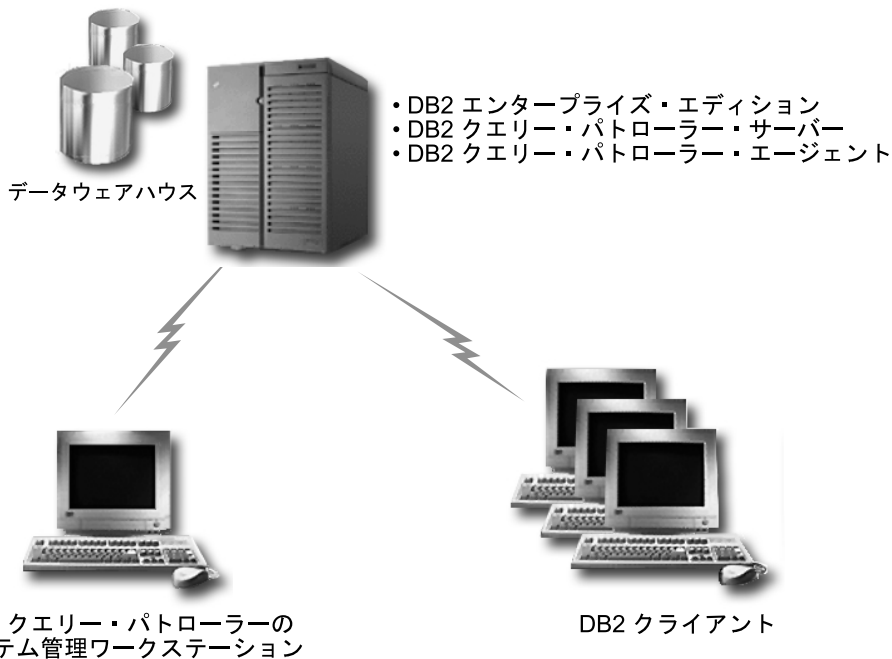 • DB2 エンタープライズ・エディション
• DB2 クエリー・パトローラー・サーバー
• DB2 クエリー・パトローラー・エージェント
データウェアハウス
クエリー・パトローラーの
テム管理ワークステーション
DB2 クライアント